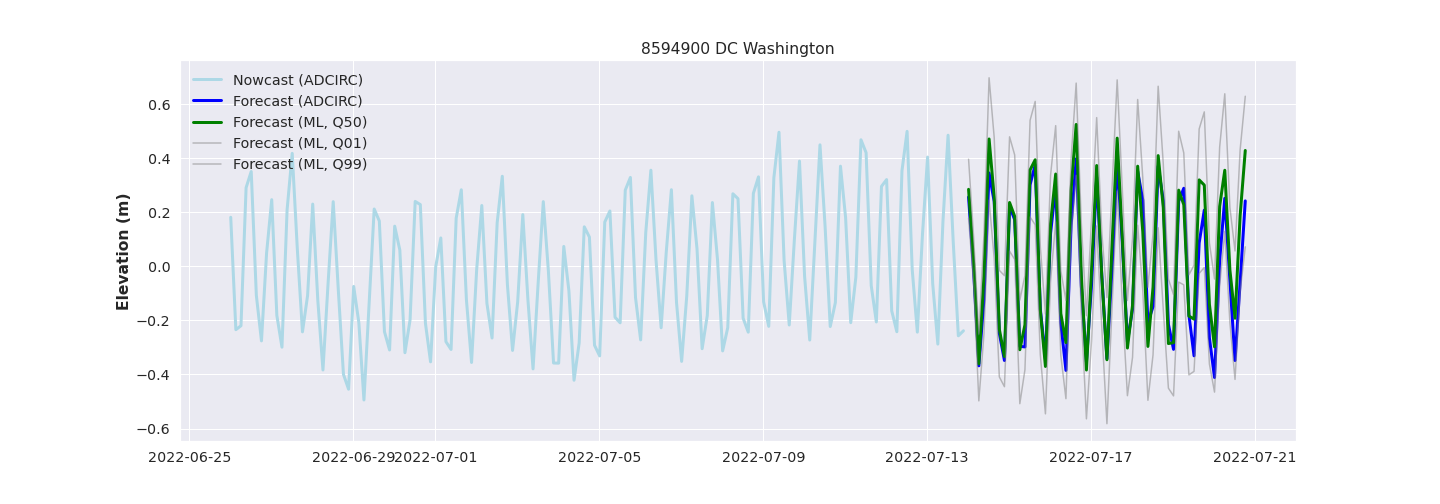 8594900 DC Washington
Nowcast (ADCIRC)
Forecast (ADCIRC)
Forecast (ML, Q50)
Forecast (ML, Q01)
Forecast (ML, Q99)
Elevation (m)
0.6
0.4
0.2
0.0
−0.2
−0.4
−0.6
2022-06-25 2022-06-29 2022-07-01 2022-07-05 2022-07-09 2022-07-13 2022-07-17 2022-07-21